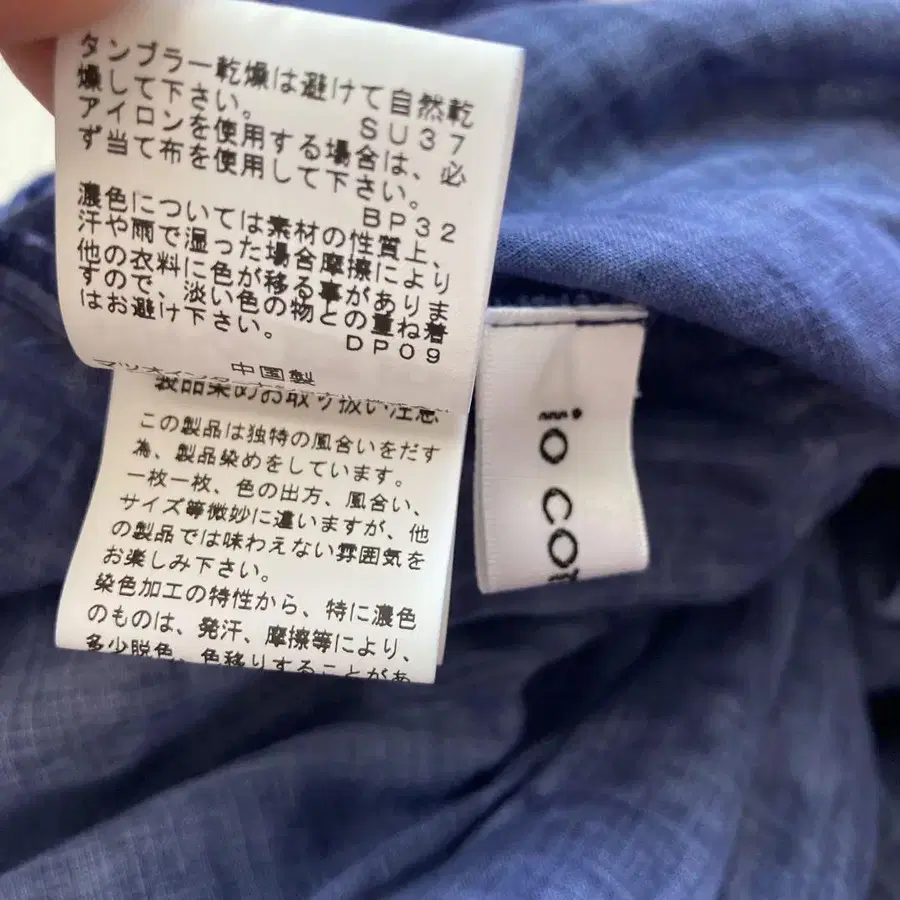 タンブラー乾燥は避けて自然乾
燥して下さい。
SU37
アイロンを使用する場合は、必
ず当て布を使用して下さい。
BP32
濃色については素材の性質上、
汗や雨で湿った場合摩擦により
他の衣料に色が移る事がありま
すので、淡い色の物との重ね着
はお避け下さい。
DP09
中国製
製品染めお取り扱い注意
この製品は独特の風合いをだす
為、製品染めをしています。
一枚一枚、色の出方、風合い、
サイズ等微妙に違いますが、他
の製品では味わえない雰囲気を
お楽しみ下さい。
染色加工の特性から、特に濃色
のものは、発汗、摩擦等により、
多少脱色、色移りすることがあ
io co